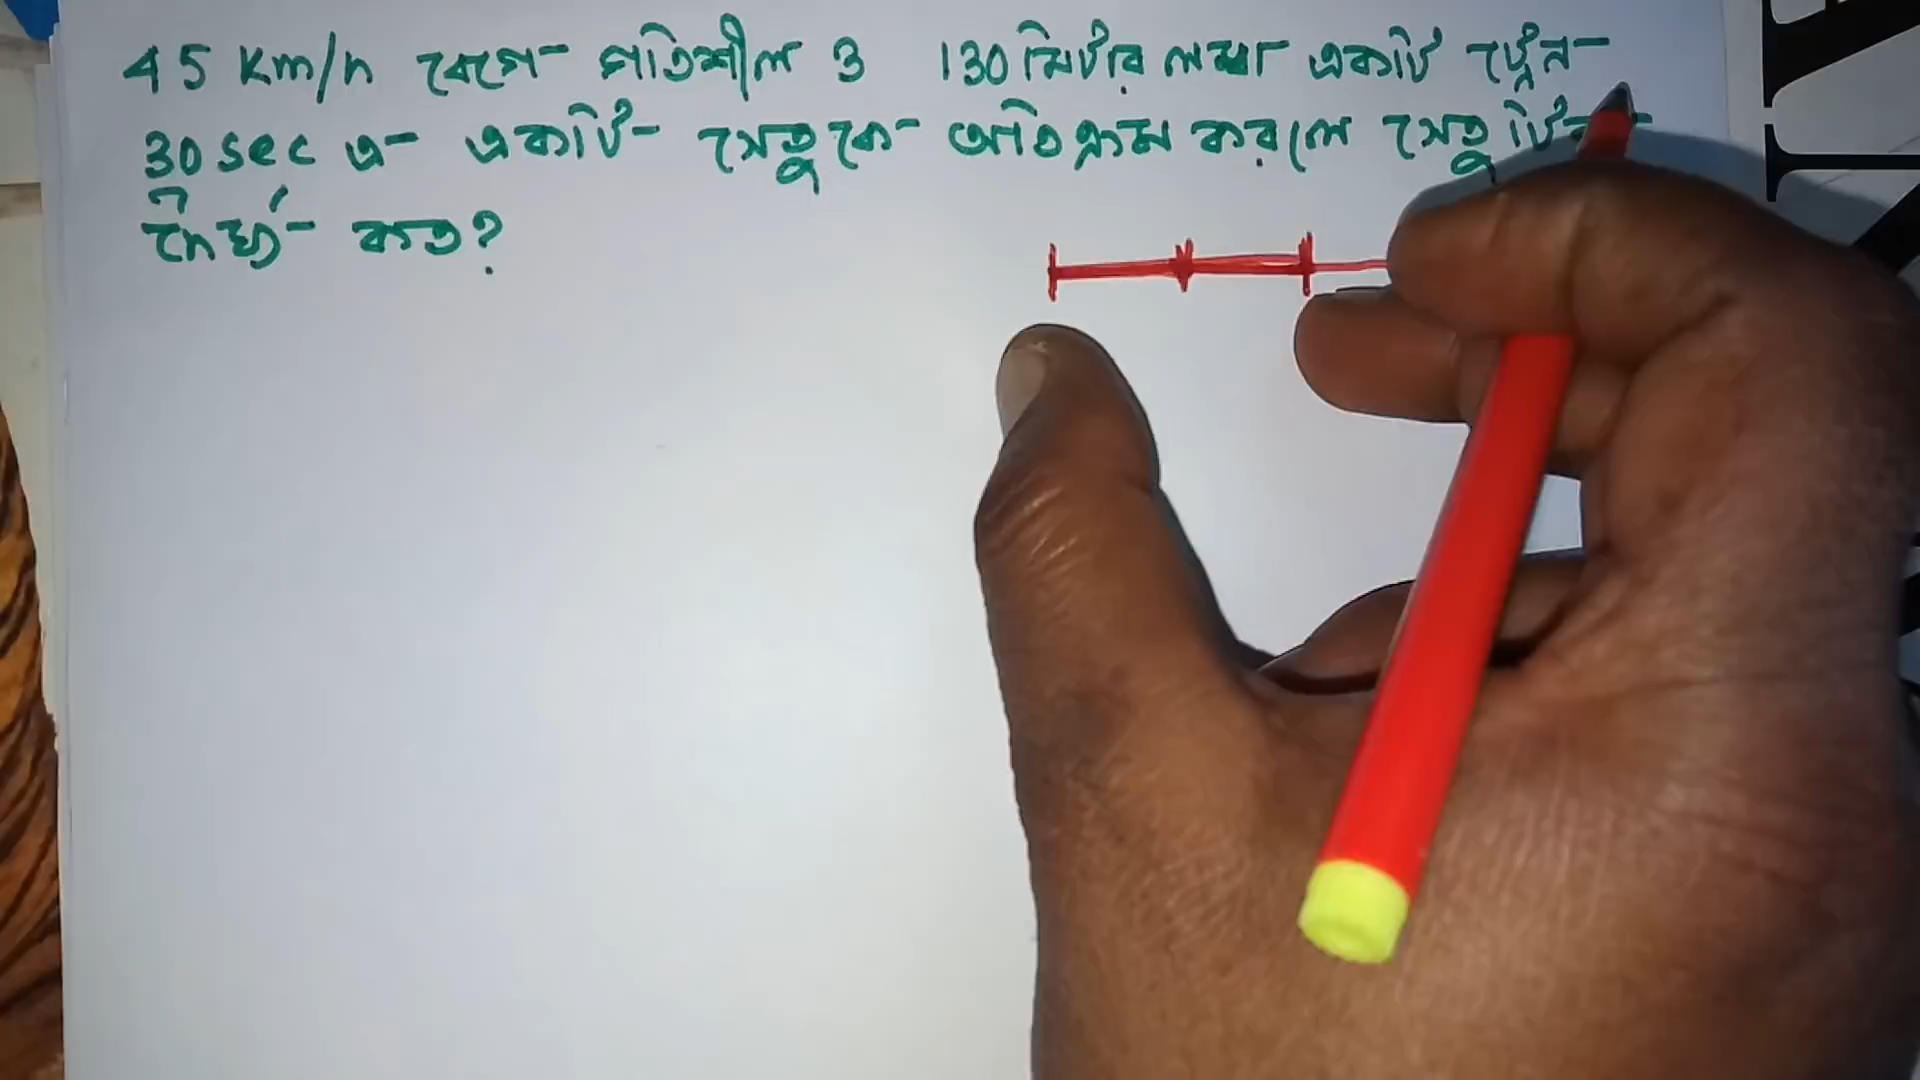 45 Km/h বেগে গতিশীল ও 130 মিটার লম্বা একটি ট্রেন
30 sec এ একটি সেতুকে অতিক্রম করলে সেতুটির
দৈর্ঘ্য কত?